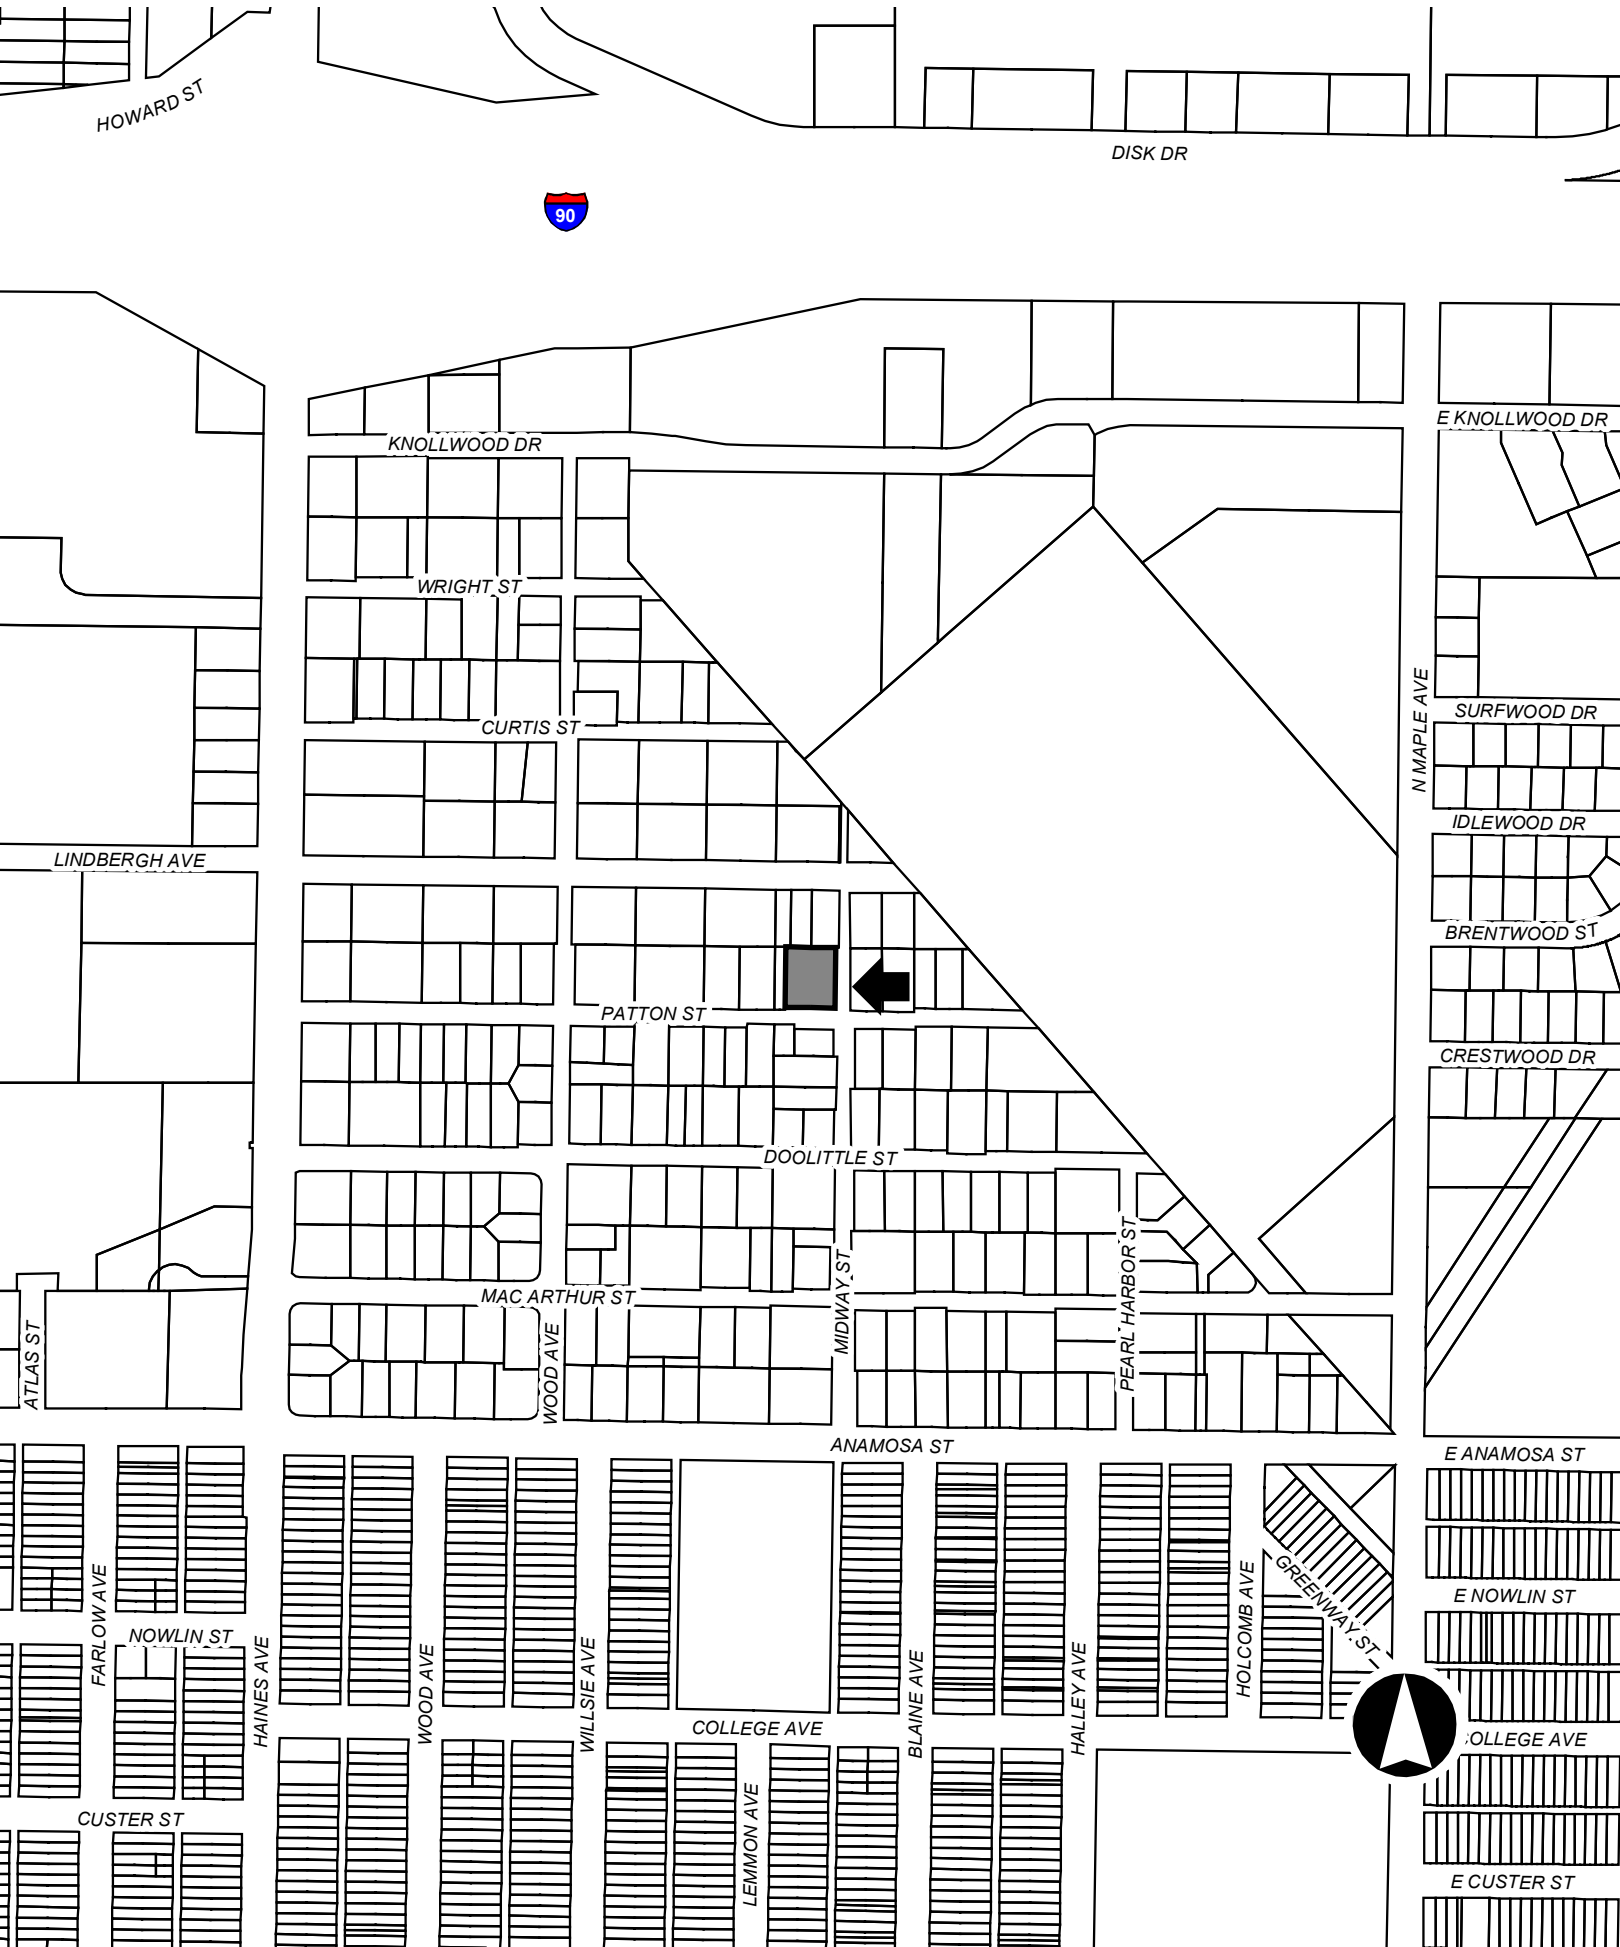 HOWARD ST
DISK DR
90
E KNOLLWOOD DR
KNOLLWOOD DR
WRIGHT ST
N MAPLE AVE
SURFWOOD DR
CURTIS ST
IDLEWOOD DR
LINDBERGH AVE
BRENTWOOD ST
PATTON ST
CRESTWOOD DR
DOOLITTLE ST
MIDWAY ST
PEARL HARBOR ST
MAC ARTHUR ST
ATLAS ST
WOOD AVE
ANAMOSA ST
E ANAMOSA ST
FARLOW AVE
HOLCOMB AVE
GREENWAY ST
E NOWLIN ST
NOWLIN ST
HAINES AVE
WOOD AVE
WILLSIE AVE
BLAINE AVE
HALLEY AVE
COLLEGE AVE
COLLEGE AVE
LEMMON AVE
CUSTER ST
E CUSTER ST